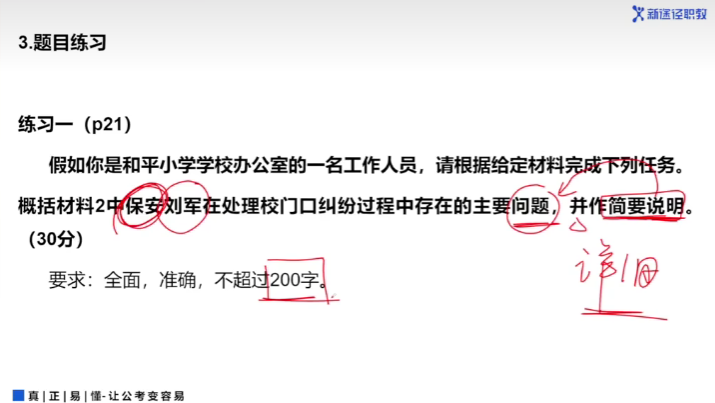 新途径职教
3.题目练习
练习一（p21）
假如你是和平小学学校办公室的一名工作人员，请根据给定材料完成下列任务。
概括材料2中保安刘军在处理校门口纠纷过程中存在的主要问题，并作简要说明。
（30分）
详细
要求：全面，准确，不超过200字。
真|正|易|懂-让公考变容易